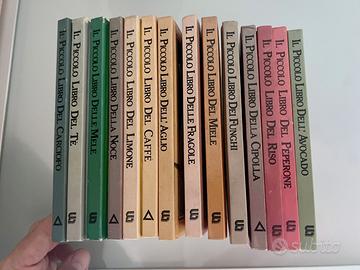 IL PICCOLO LIBRO DEL CARCIOFO
IL PICCOLO LIBRO DEL TÈ
IL PICCOLO LIBRO DELLE MELE
IL PICCOLO LIBRO DELLA NOCE
IL PICCOLO LIBRO DEL LIMONE
IL PICCOLO LIBRO DEL CAFFÈ
IL PICCOLO LIBRO DELL'AGLIO
IL PICCOLO LIBRO DELLE FRAGOLE
IL PICCOLO LIBRO DEL MIELE
IL PICCOLO LIBRO DEI FUNGHI
IL PICCOLO LIBRO DELLA CIPOLLA
IL PICCOLO LIBRO DEL RISO
IL PICCOLO LIBRO DEL PEPERONE
IL PICCOLO LIBRO DELL'AVOCADO
subito.it